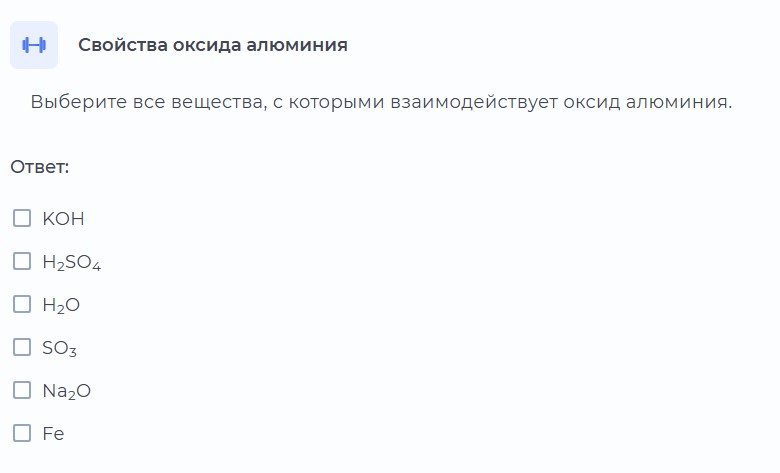 Свойства оксида алюминия
Выберите все вещества, с которыми взаимодействует оксид алюминия.
Ответ:
KOH
H₂SO₄
H₂O
SO₃
Na₂O
Fe